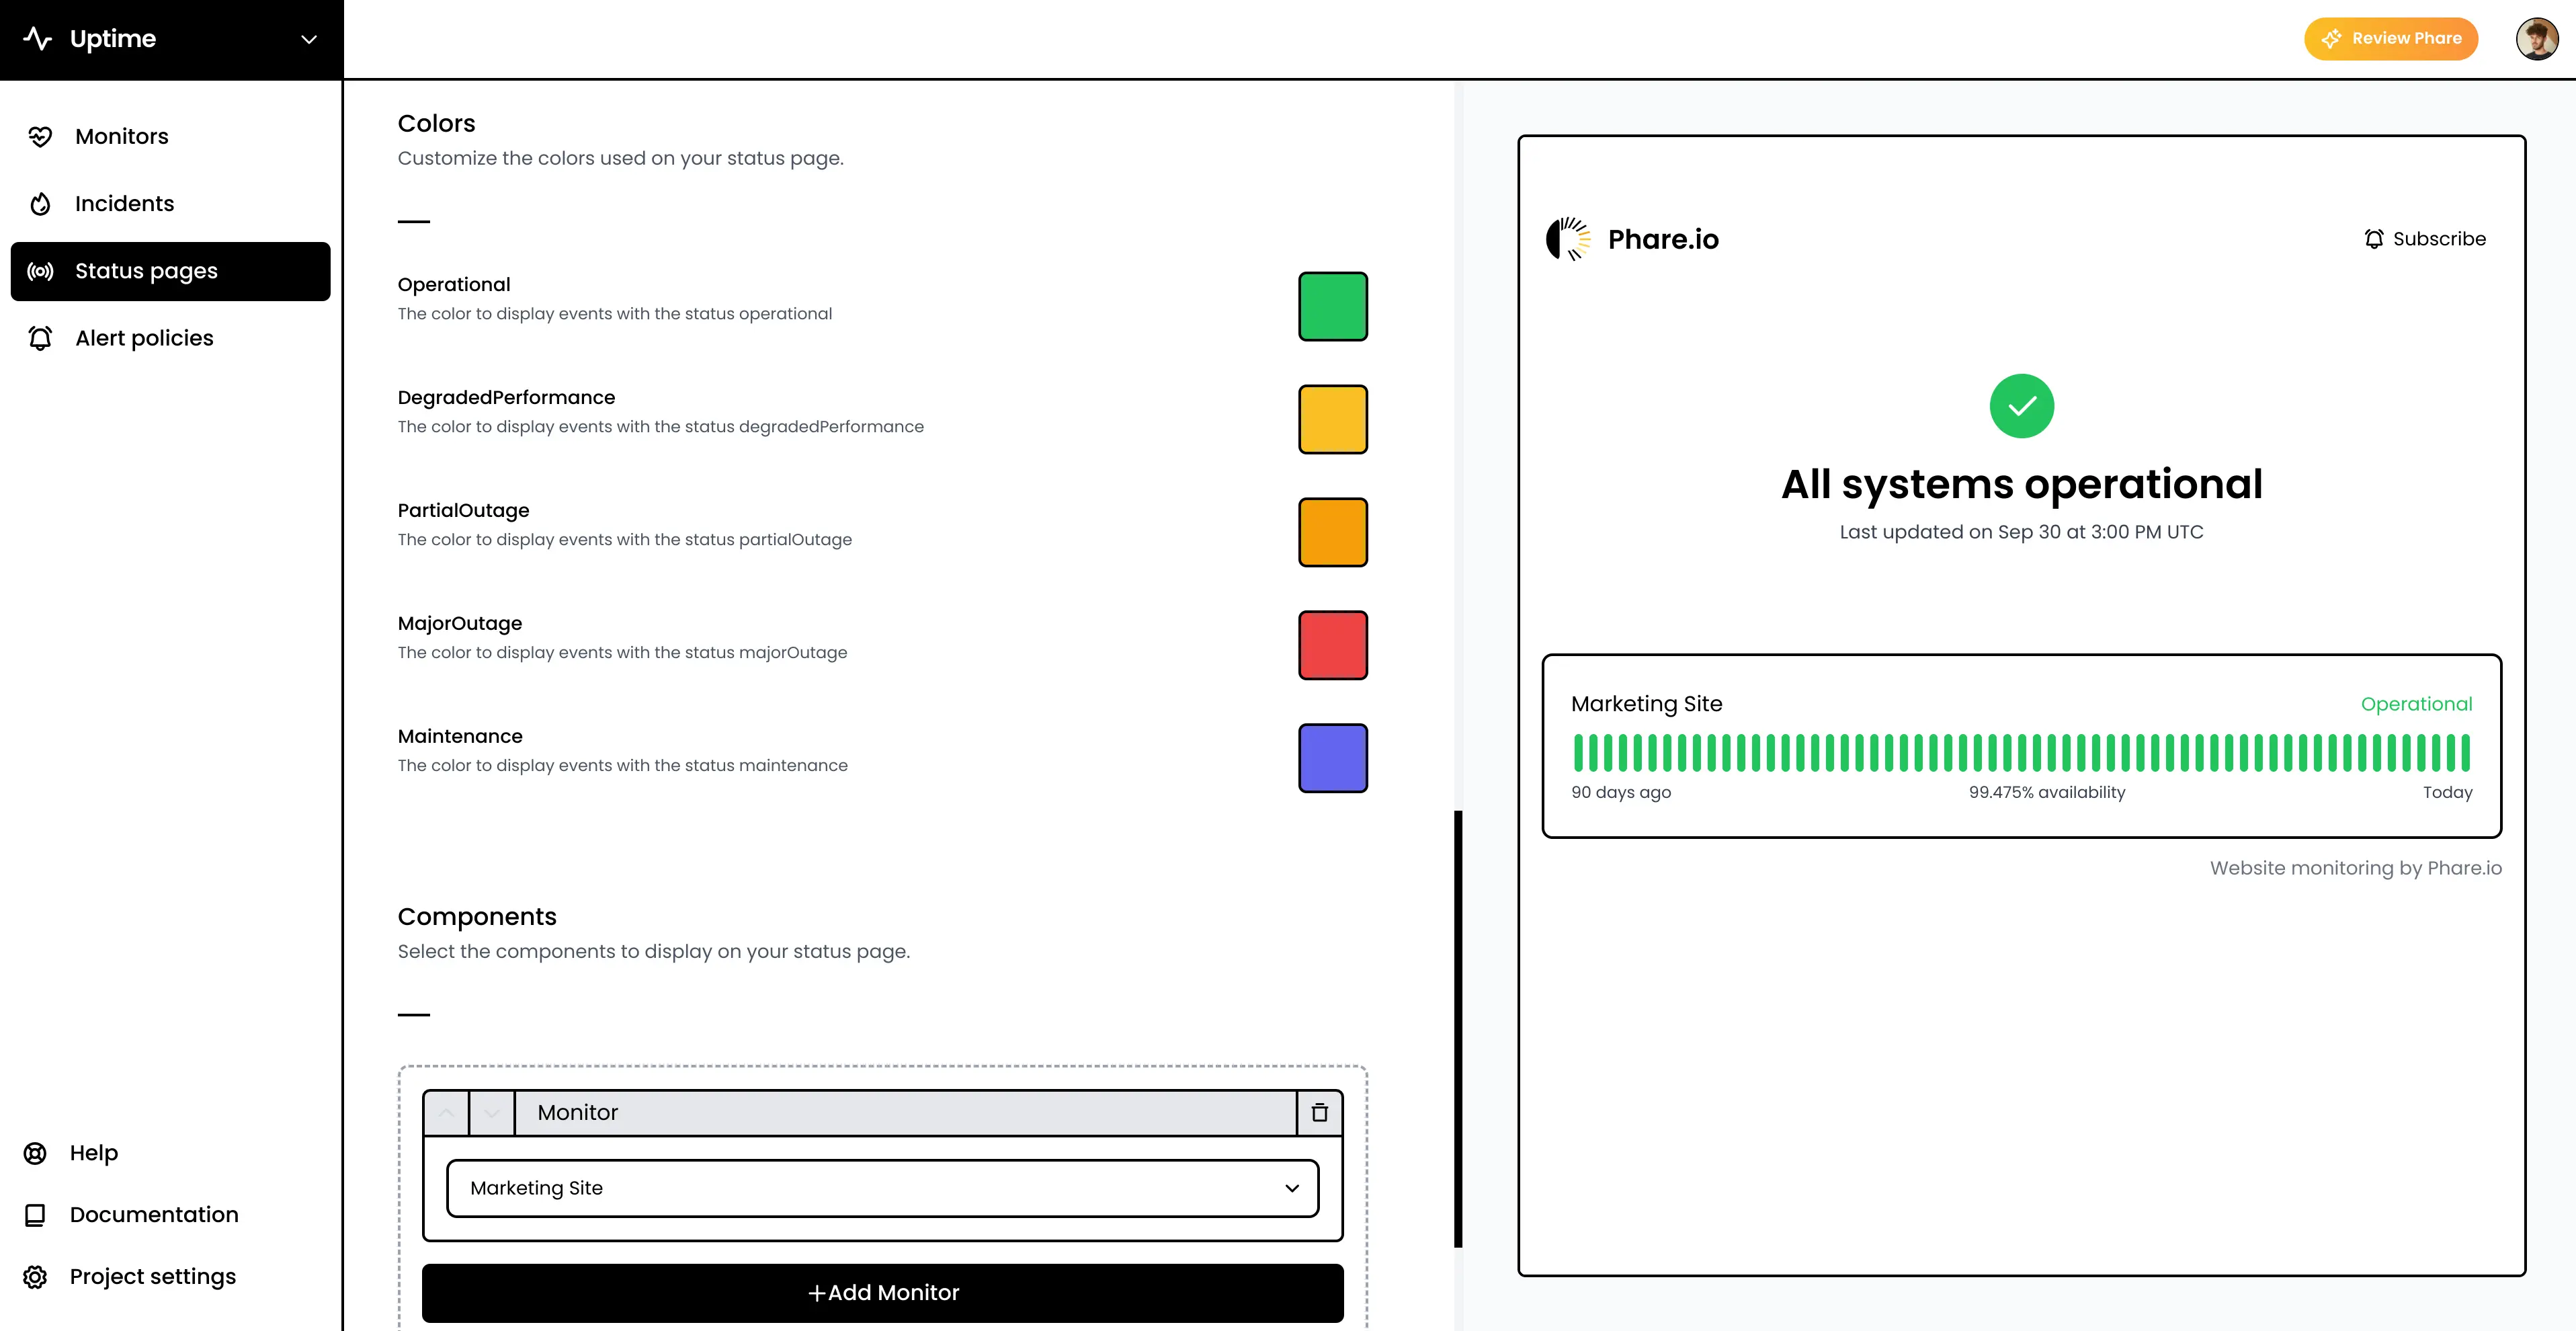 Uptime
Review Phare
Monitors
Incidents
Status pages
Alert policies
Help
Documentation
Project settings
Colors
Customize the colors used on your status page.
Operational
The color to display events with the status operational
DegradedPerformance
The color to display events with the status degradedPerformance
PartialOutage
The color to display events with the status partialOutage
MajorOutage
The color to display events with the status majorOutage
Maintenance
The color to display events with the status maintenance
Components
Select the components to display on your status page.
Monitor
Marketing Site
+Add Monitor
Phare.io
Subscribe
All systems operational
Last updated on Sep 30 at 3:00 PM UTC
Marketing Site
Operational
90 days ago
99.475% availability
Today
Website monitoring by Phare.io